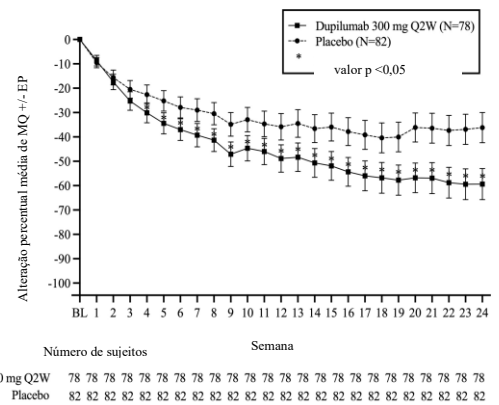 Dupilumab 300 mg Q2W (N=78)
Placebo (N=82)
* valor p <0,05
Alteração percentual média de MQ +/- EP
0
-10
-20
-30
-40
-50
-60
-70
-80
-90
-100
BL 1 2 3 4 5 6 7 8 9 10 11 12 13 14 15 16 17 18 19 20 21 22 23 24
Semana
Número de sujeitos
0 mg Q2W 78 78 78 78 78 78 78 78 78 78 78 78 78 78 78 78 78 78 78 78 78 78 78 78 78
Placebo 82 82 82 82 82 82 82 82 82 82 82 82 82 82 82 82 82 82 82 82 82 82 82 82 82